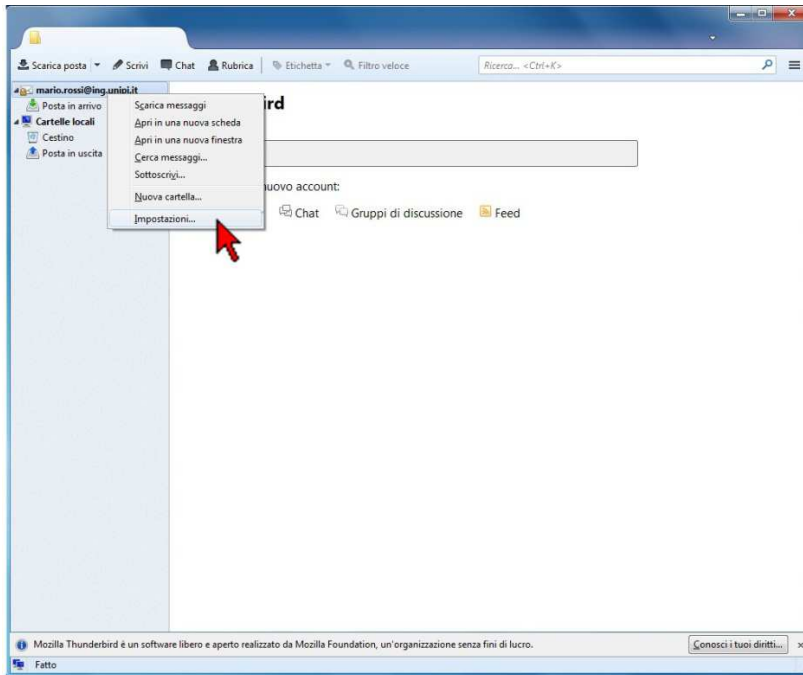 Scarica posta Scrivi Chat Rubrica Etichetta Filtro veloce Ricerca... <Ctrl+K>
mario.rossi@ing.unipi.it
Posta in arrivo
Cartelle locali
Cestino
Posta in uscita
Scarica messaggi
Apri in una nuova scheda
Apri in una nuova finestra
Cerca messaggi...
Sottoscrivi...
Nuova cartella...
Impostazioni...
ird
uovo account:
Chat Gruppi di discussione Feed
Mozilla Thunderbird è un software libero e aperto realizzato da Mozilla Foundation, un'organizzazione senza fini di lucro. Conosci i tuoi diritti...
Fatto